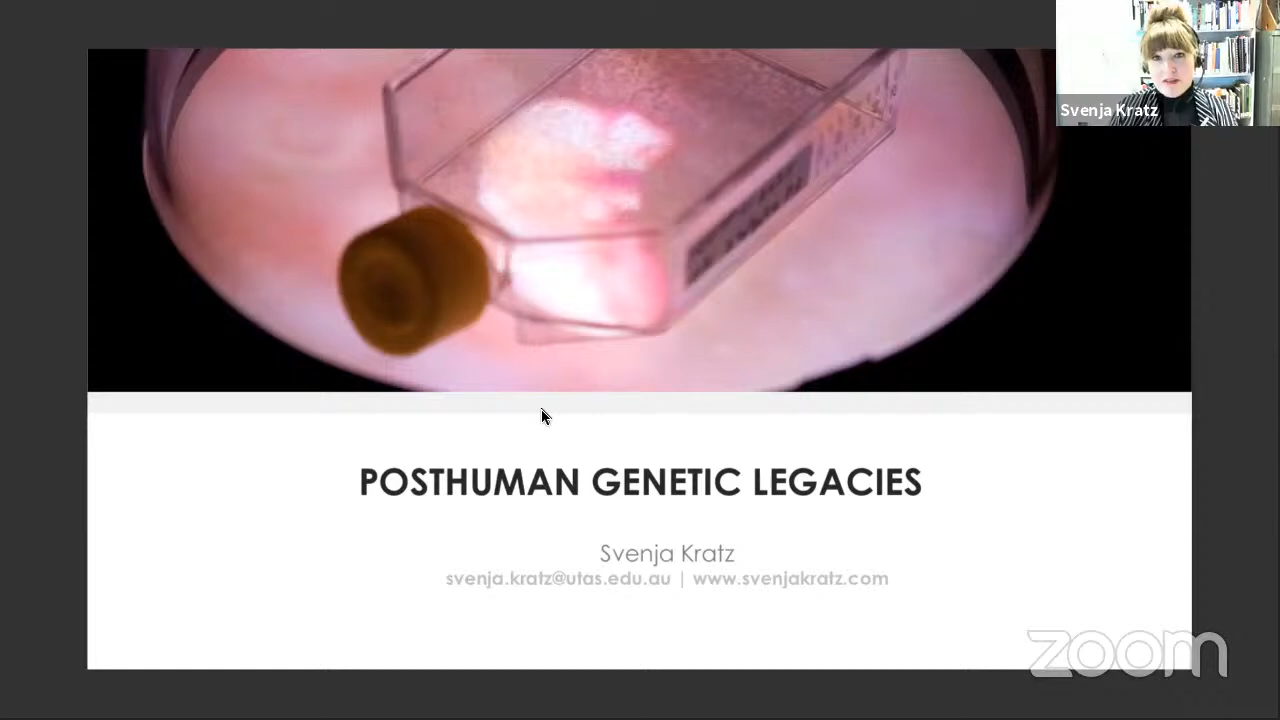 Svenja Kratz
POSTHUMAN GENETIC LEGACIES
Svenja Kratz
svenja.kratz@utas.edu.au | www.svenjakratz.com
zoom